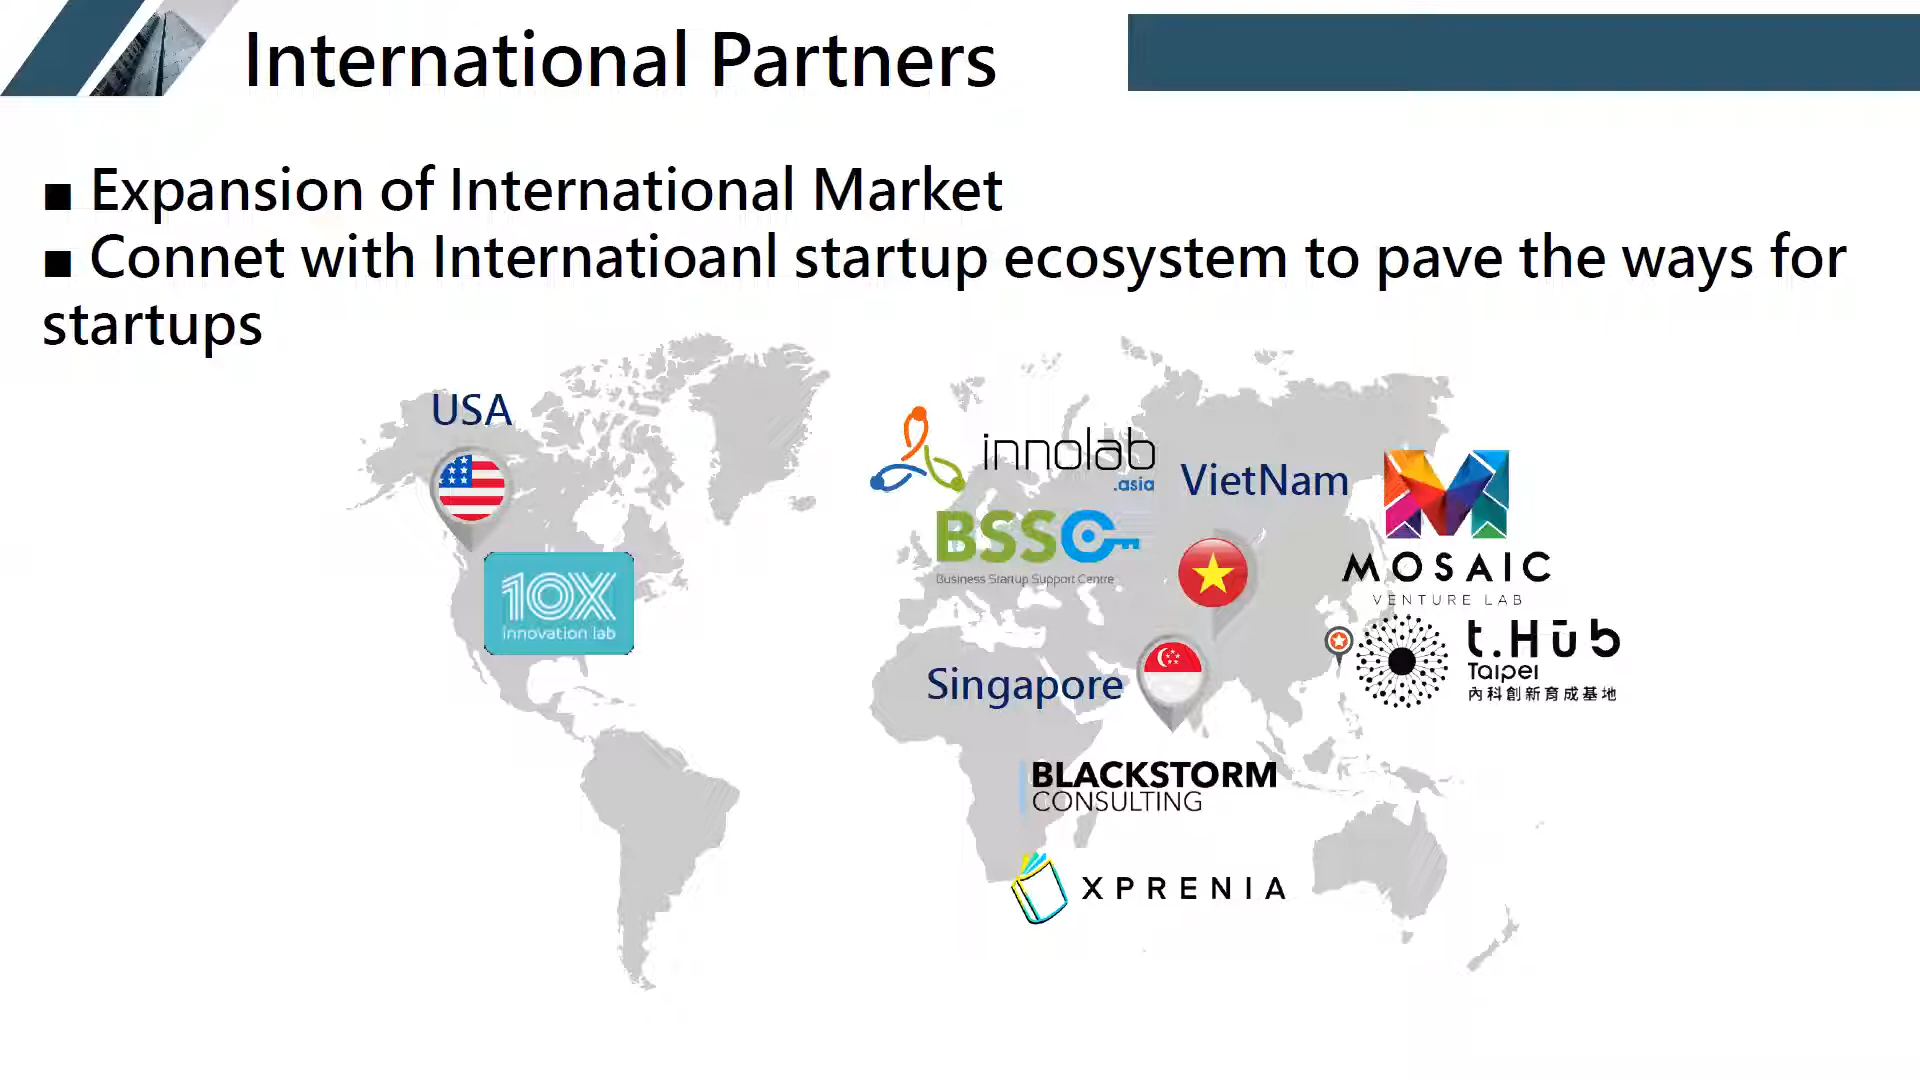 International Partners
■ Expansion of International Market
■ Connet with Internatioanl startup ecosystem to pave the ways for
startups
USA
10X
innovation lab
innolab
.asia
BSSC
Business Startup Support Centre
VietNam
MOSAIC
VENTURE LAB
t.Hūb
Taipei
內科創新育成基地
Singapore
BLACKSTORM
CONSULTING
XPRENIA